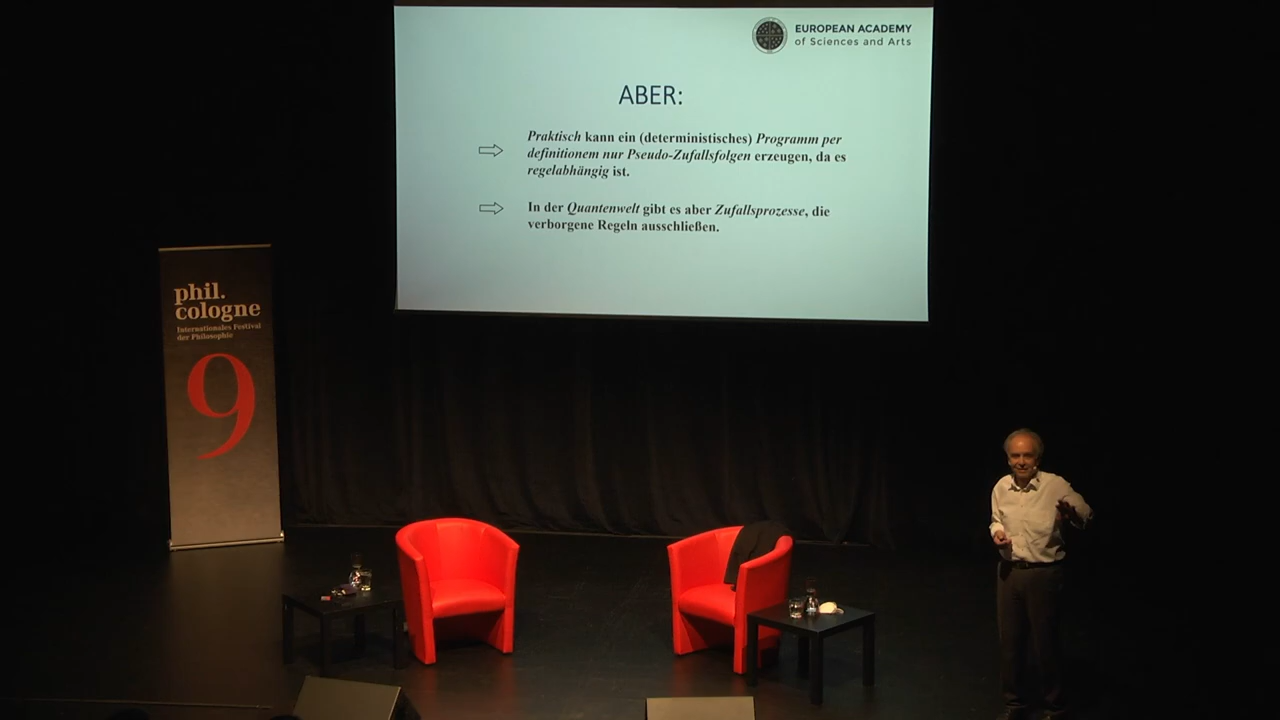 EUROPEAN ACADEMY
of Sciences and Arts
ABER:
Praktisch kann ein (deterministisches) Programm per
definitionem nur Pseudo-Zufallsfolgen erzeugen, da es
regelabhängig ist.
In der Quantenwelt gibt es aber Zufallsprozesse, die
verborgene Regeln ausschließen.
phil.
cologne
Internationales Festival
der Philosophie
9